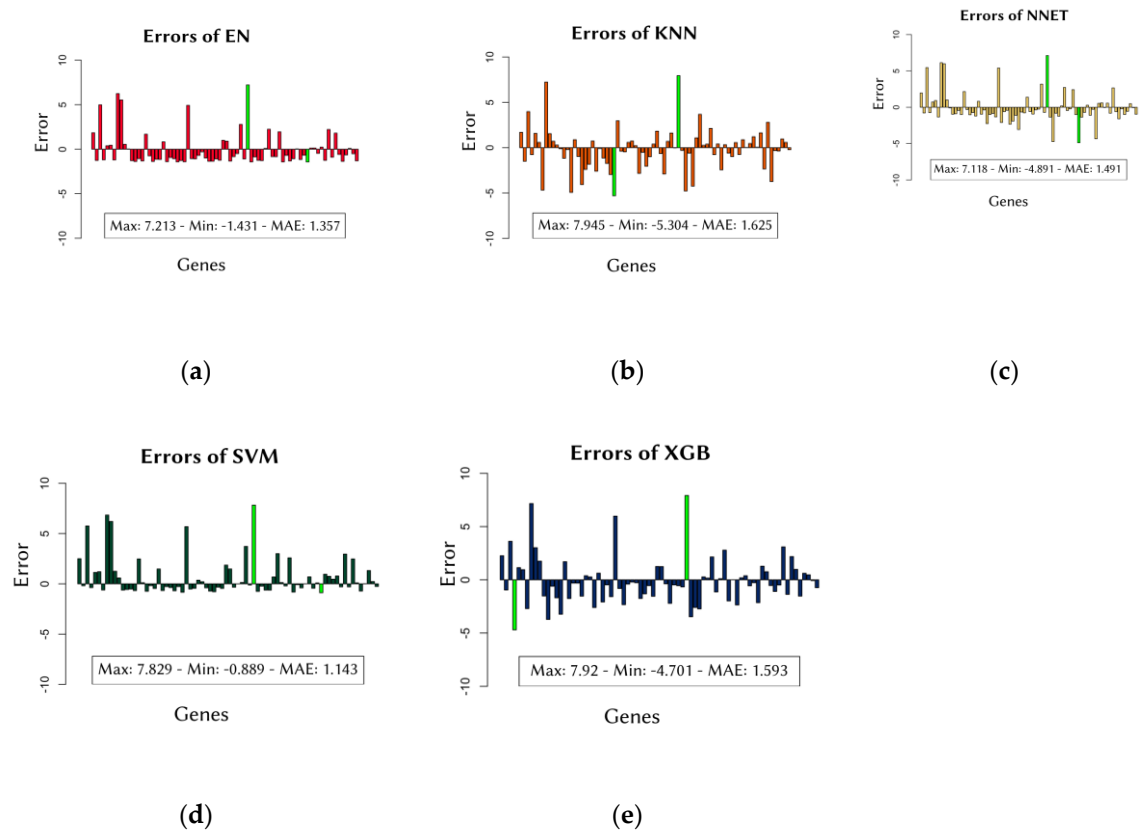 Errors of EN
Error
10
5
0
-5
-10
Max: 7.213 - Min: -1.431 - MAE: 1.357
Genes
(a)
Errors of KNN
Error
10
5
0
-5
-10
Max: 7.945 - Min: -5.304 - MAE: 1.625
Genes
(b)
Errors of NNET
Error
10
5
0
-5
-10
Max: 7.118 - Min: -4.891 - MAE: 1.491
Genes
(c)
Errors of SVM
Error
10
5
0
-5
-10
Max: 7.829 - Min: -0.889 - MAE: 1.143
Genes
(d)
Errors of XGB
Error
10
5
0
-5
-10
Max: 7.92 - Min: -4.701 - MAE: 1.593
Genes
(e)